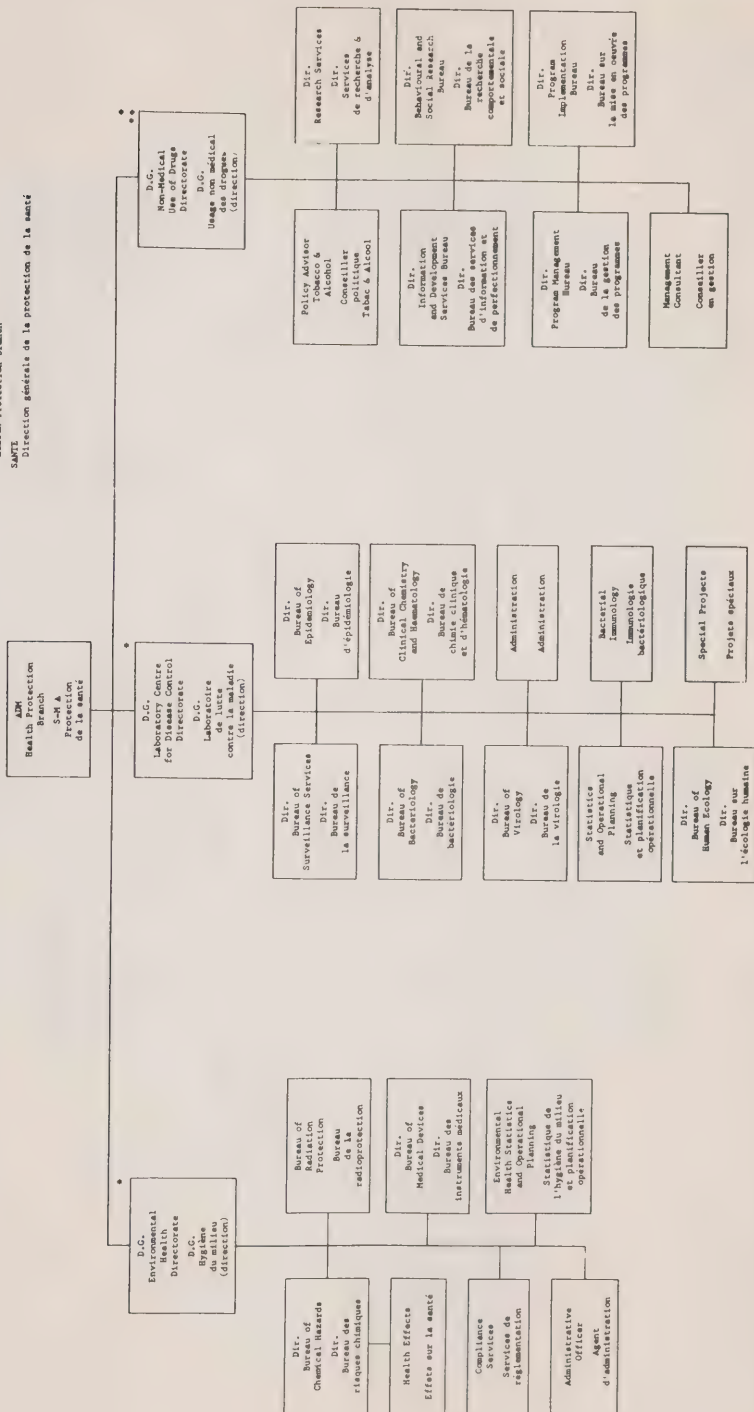 Health Protection Branch
SANTE
Direction générale de la protection de la santé
ADM
Health Protection
Branch
S-M A
Protection
de la santé
*
D.G.
Environmental
Health
Directorate
D.G.
Hygiène
du milieu
(direction)
Dir.
Bureau of
Chemical Hazards
Dir.
Bureau des
risques chimiques
Bureau of
Radiation
Protection
Bureau
de la
radioprotection
Health Effects
Effets sur la santé
Dir.
Bureau of
Medical Devices
Dir.
Bureau des
instruments médicaux
Compliance
Services
Services de
réglementation
Environmental
Health Statistics
and Operational
Planning
Statistique de
l'hygiène du milieu
et planification
opérationnelle
Administrative
Officer
Agent
d'administration
*
D.G.
Laboratory Centre
for Disease Control
Directorate
D.G.
Laboratoire
de lutte
contre la maladie
(direction)
Dir.
Bureau of
Surveillance Services
Dir.
Bureau de
la surveillance
Dir.
Bureau of
Epidemiology
Dir.
Bureau
d'épidémiologie
Dir.
Bureau of
Bacteriology
Dir.
Bureau de
bactériologie
Dir.
Bureau of
Clinical Chemistry
and Haematology
Dir.
Bureau de
chimie clinique
et d'hématologie
Dir.
Bureau of
Virology
Dir.
Bureau de
la virologie
Administration
Administration
Statistics
and Operational
Planning
Statistique
et planification
opérationnelle
Bacterial
Immunology
Immunologie
bactériologique
Dir.
Bureau of
Human Ecology
Dir.
Bureau sur
l'écologie humaine
Special Projects
Projets spéciaux
*
**
D.G.
Non-Medical
Use of Drugs
Directorate
D.G.
Usage non médical
des drogues
(direction)
Policy Advisor
Tobacco &
Alcohol
Conseiller
politique
Tabac & Alcool
Dir.
Research Services
Dir.
Services
de recherche &
d'analyse
Dir.
Information
and Development
Services Bureau
Dir.
Bureau des services
d'information et
de perfectionnement
Dir.
Behavioural and
Social Research
Bureau
Dir.
Bureau de la
recherche
comportementale
et sociale
Dir.
Program Management
Bureau
Dir.
Bureau
de la gestion
des programmes
Dir.
Program
Implementation
Bureau
Dir.
Bureau sur
la mise en oeuvre
des programmes
Management
Consultant
Conseiller
en gestion